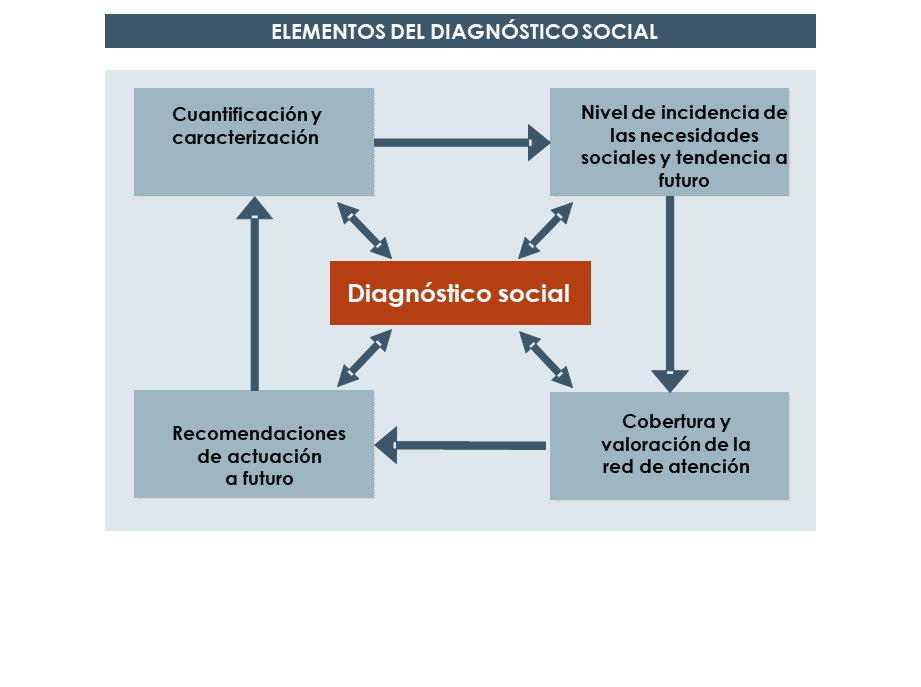 ELEMENTOS DEL DIAGNÓSTICO SOCIAL
Cuantificación y
caracterización
Nivel de incidencia de
las necesidades
sociales y tendencia a
futuro
Diagnóstico social
Recomendaciones
de actuación
a futuro
Cobertura y
valoración de la
red de atención